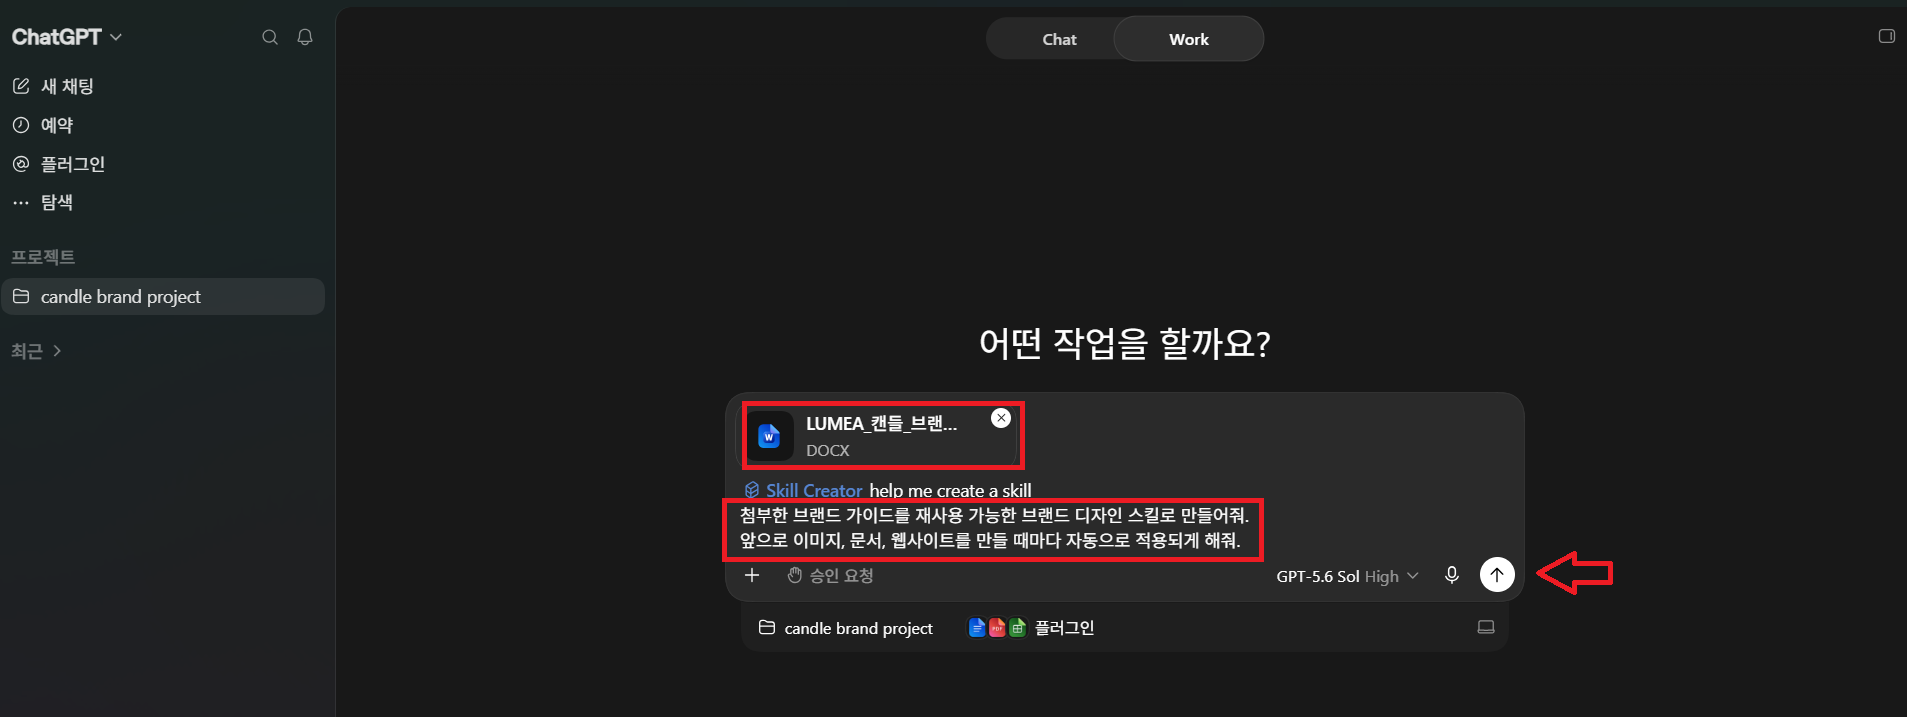 ChatGPT
새 채팅
예약
플러그인
탐색
프로젝트
candle brand project
최근
Chat
Work
어떤 작업을 할까요?
LUMEA_캔들_브랜...
DOCX
Skill Creator help me create a skill
첨부한 브랜드 가이드를 재사용 가능한 브랜드 디자인 스킬로 만들어줘.
앞으로 이미지, 문서, 웹사이트를 만들 때마다 자동으로 적용되게 해줘.
승인 요청
GPT-5.6 Sol High
candle brand project
플러그인